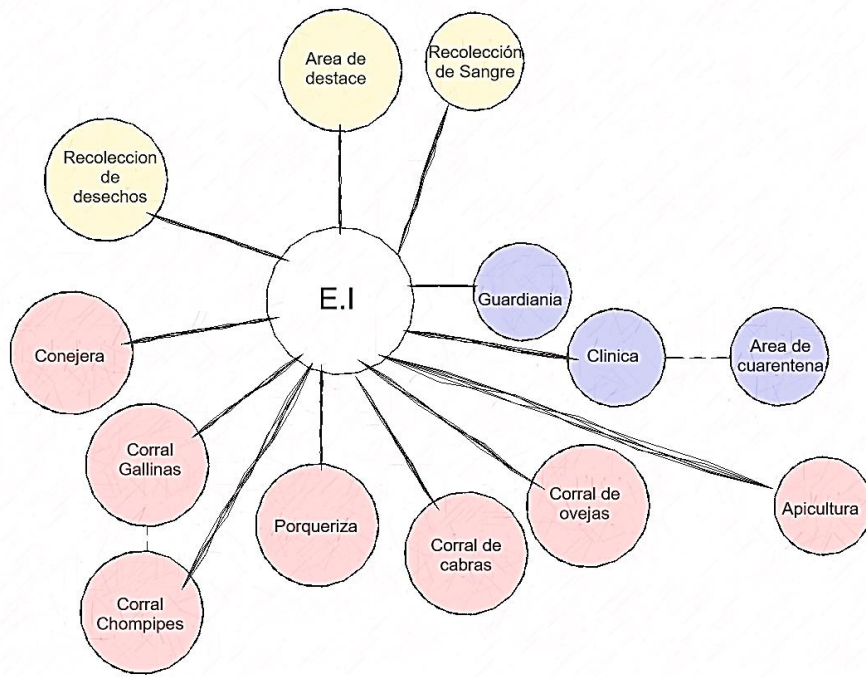 Area de
destace
Recolección
de Sangre
Recoleccion
de
desechos
E.I
Guardiania
Clinica
Area de
cuarentena
Conejera
Corral
Gallinas
Porqueriza
Corral de
cabras
Corral de
ovejas
Apicultura
Corral
Chompipes